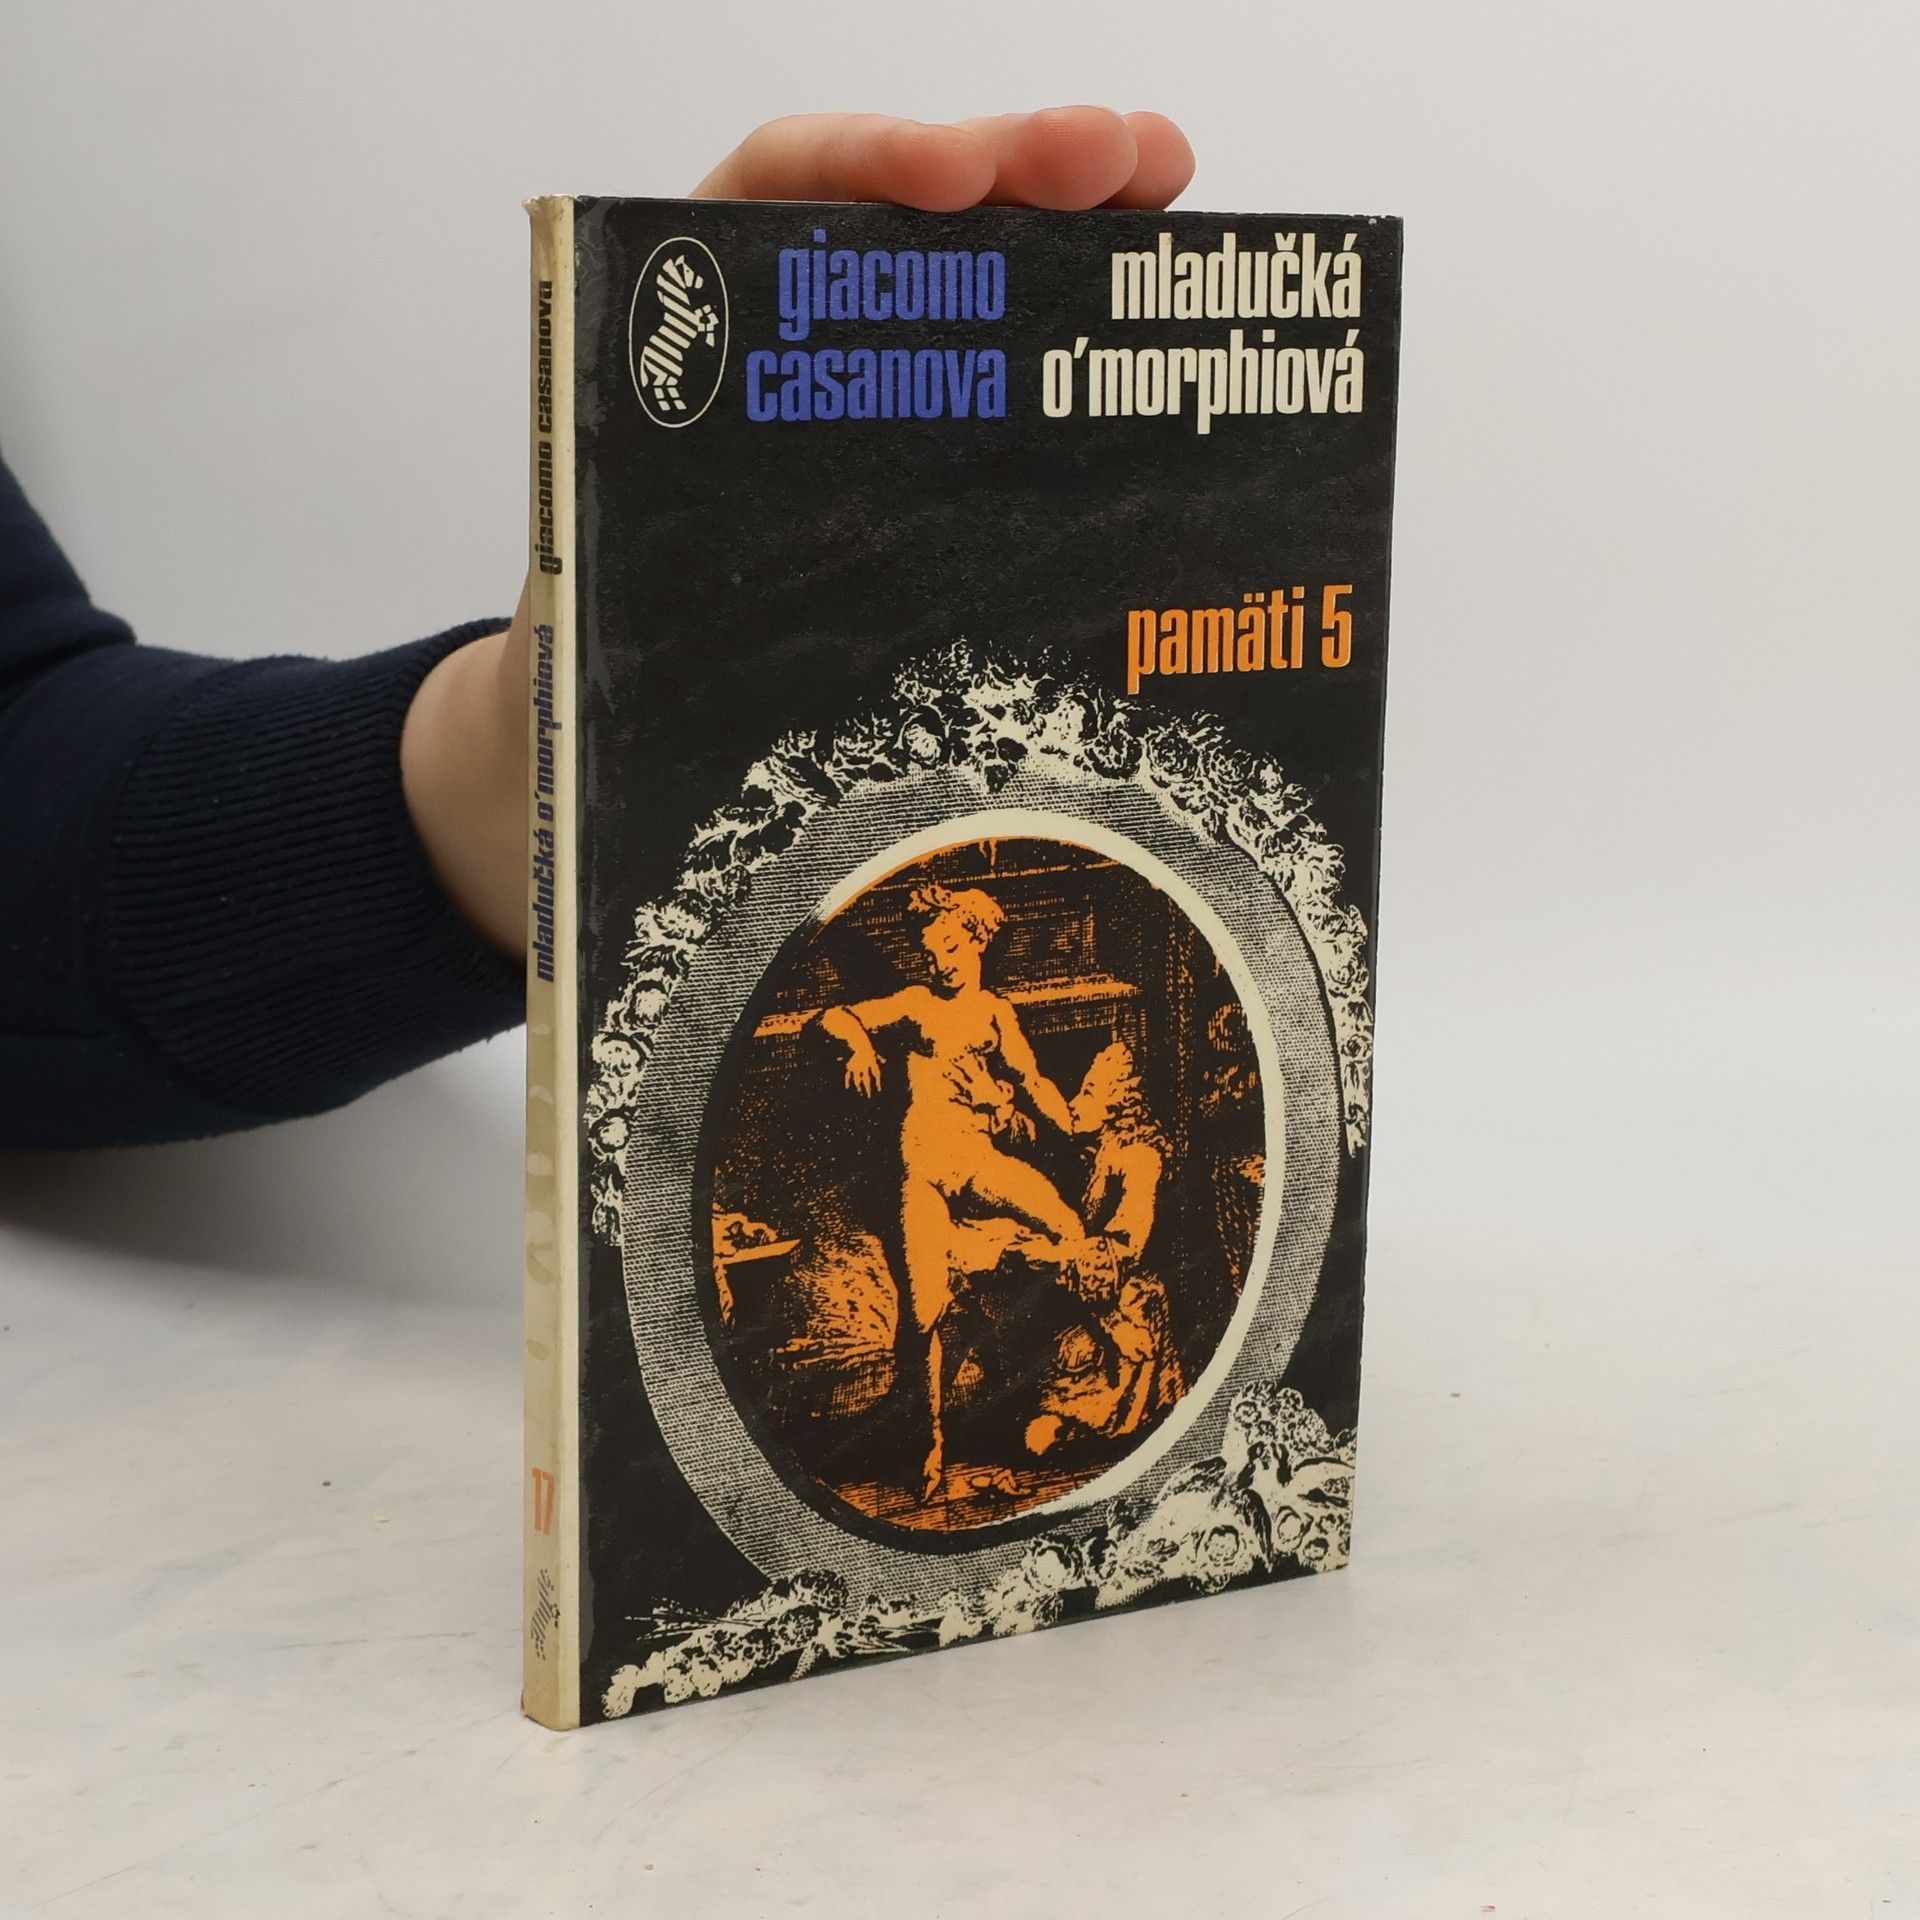 giacomo
casanova
mladučká
o'morphiová
pamäti 5
giacomo casanova
mladučká o'morphiová
17